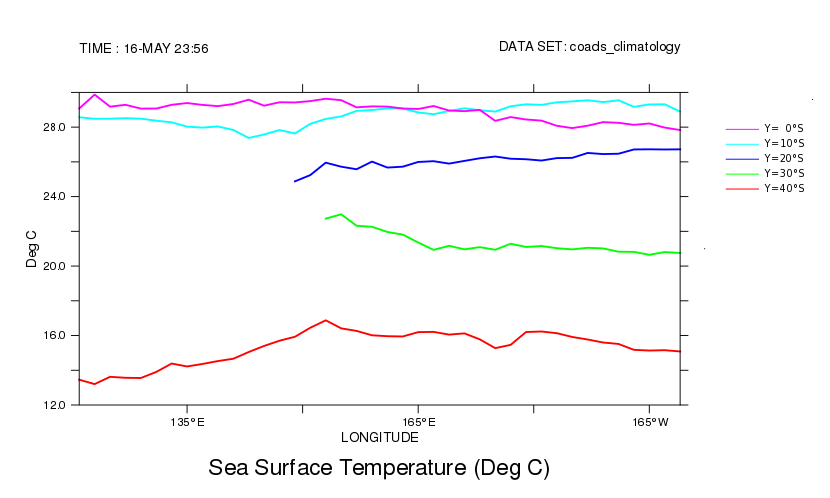 TIME : 16-MAY 23:56
DATA SET: coads_climatology
28.0
24.0
20.0
16.0
12.0
Deg C
135°E
165°E
165°W
LONGITUDE
Y= 0°S
Y=10°S
Y=20°S
Y=30°S
Y=40°S
Sea Surface Temperature (Deg C)